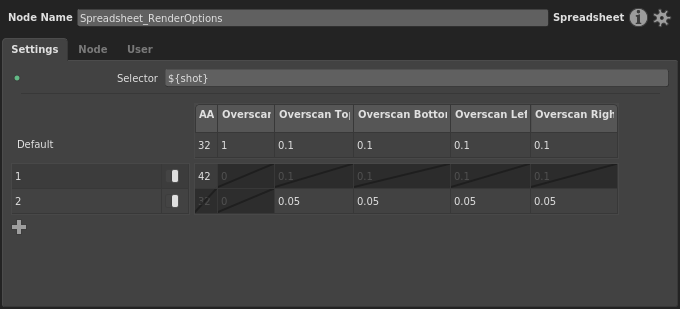 Node Name Spreadsheet_RenderOptions Spreadsheet
Settings Node User
Selector ${shot}
AA Overscan Overscan Top Overscan Bottom Overscan Left Overscan Righ
Default 32 1 0.1 0.1 0.1 0.1
1 42 0 0.1 0.1 0.1 0.1
2 32 0 0.05 0.05 0.05 0.05